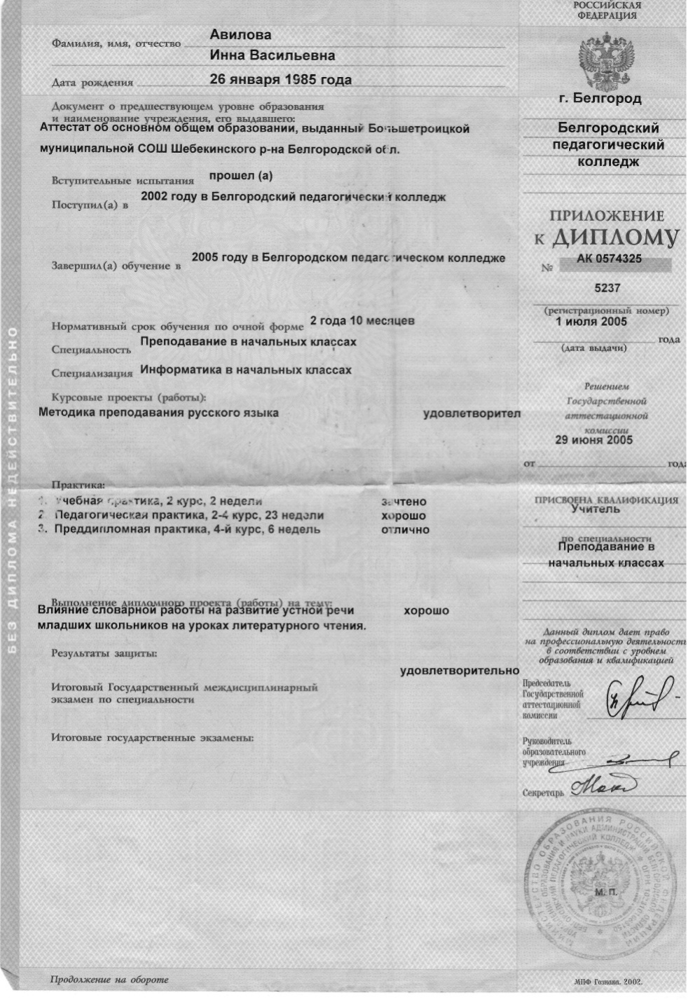 Фамилия, имя, отчество Авилова
Инна Васильевна
Дата рождения 26 января 1985 года
Документ о предшествующем уровне образования
и наименование учреждения, его выдавшего:
Аттестат об основном общем образовании, выданный Большетроицкой
муниципальной СОШ Шебекинского р-на Белгородской обл.
Вступительные испытания прошел (а)
Поступил(а) в 2002 году в Белгородский педагогический колледж
Завершил(а) обучение в 2005 году в Белгородском педагогическом колледже
Нормативный срок обучения по очной форме 2 года 10 месяцев
Специальность Преподавание в начальных классах
Специализация Информатика в начальных классах
Курсовые проекты (работы):
Методика преподавания русского языка удовлетворител
Практика:
1. Учебная практика, 2 курс, 2 недели зачтено
2. Педагогическая практика, 2-4 курс, 23 недели хорошо
3. Преддипломная практика, 4-й курс, 6 недель отлично
Выполнение дипломного проекта (работы) на тему:
Влияние словарной работы на развитие устной речи хорошо
младших школьников на уроках литературного чтения.
Результаты защиты:
удовлетворительно
Итоговый Государственный междисциплинарный
экзамен по специальности
Итоговые государственные экзамены:
Продолжение на обороте
БЕЗ ДИПЛОМА НЕДЕЙСТВИТЕЛЬНО
РОССИЙСКАЯ
ФЕДЕРАЦИЯ
г. Белгород
Белгородский
педагогический
колледж
ПРИЛОЖЕНИЕ
к ДИПЛОМУ
№ АК 0574325
5237
(регистрационный номер)
1 июля 2005
года
(дата выдачи)
Решением
Государственной
аттестационной
комиссии
29 июня 2005
от года
ПРИСВОЕНА КВАЛИФИКАЦИЯ
Учитель
по специальности
Преподавание в
начальных классах
Данный диплом дает право
на профессиональную деятельность
в соответствии с уровнем
образования и квалификацией
Председатель
Государственной
аттестационной
комиссии
Руководитель
образовательного
учреждения
Секретарь
М. П.
МПФ Гознака. 2002.